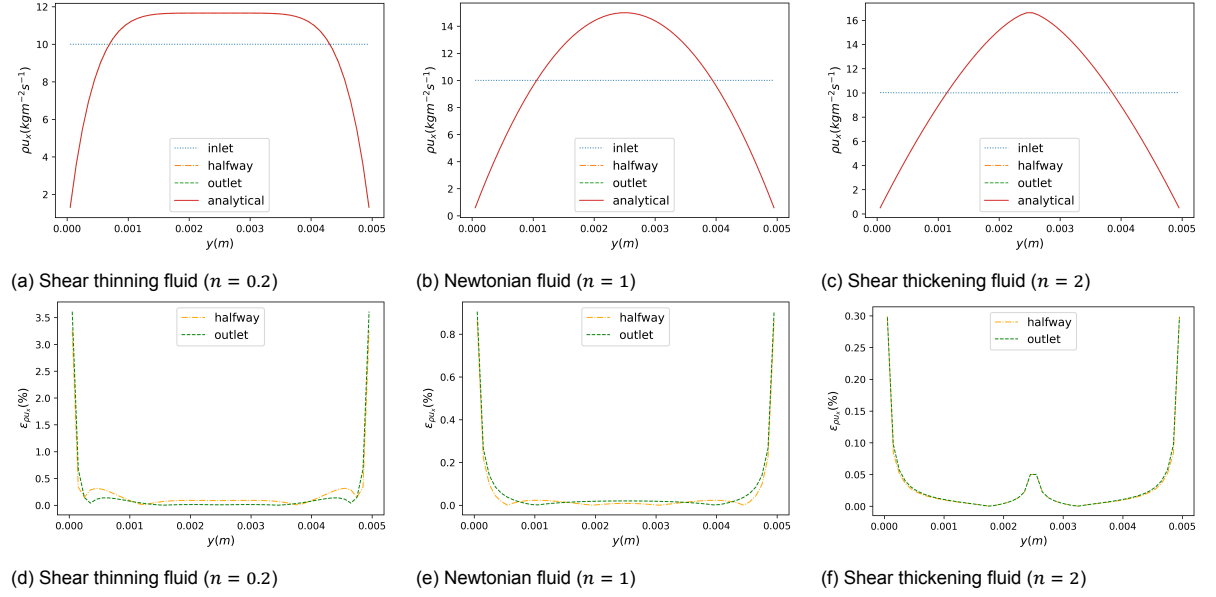 12
10
8
6
4
2
ρu_x(kgm⁻²s⁻¹)
inlet
halfway
outlet
analytical
0.000 0.001 0.002 0.003 0.004 0.005
y(m)
(a) Shear thinning fluid (n = 0.2)
14
12
10
8
6
4
2
0
ρu_x(kgm⁻²s⁻¹)
inlet
halfway
outlet
analytical
0.000 0.001 0.002 0.003 0.004 0.005
y(m)
(b) Newtonian fluid (n = 1)
16
14
12
10
8
6
4
2
0
ρu_x(kgm⁻²s⁻¹)
inlet
halfway
outlet
analytical
0.000 0.001 0.002 0.003 0.004 0.005
y(m)
(c) Shear thickening fluid (n = 2)
3.5
3.0
2.5
2.0
1.5
1.0
0.5
0.0
ε_ρu_x(%)
halfway
outlet
0.000 0.001 0.002 0.003 0.004 0.005
y(m)
(d) Shear thinning fluid (n = 0.2)
0.8
0.6
0.4
0.2
0.0
ε_ρu_x(%)
halfway
outlet
0.000 0.001 0.002 0.003 0.004 0.005
y(m)
(e) Newtonian fluid (n = 1)
0.30
0.25
0.20
0.15
0.10
0.05
0.00
ε_ρu_x(%)
halfway
outlet
0.000 0.001 0.002 0.003 0.004 0.005
y(m)
(f) Shear thickening fluid (n = 2)